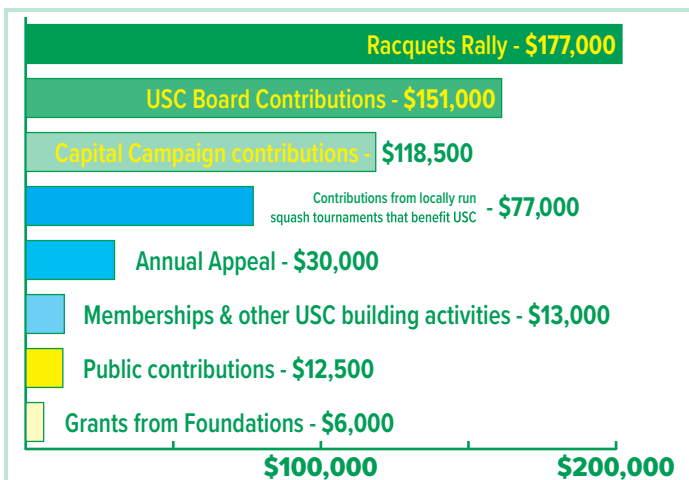 Racquets Rally - $177,000
USC Board Contributions - $151,000
Capital Campaign contributions - $118,500
Contributions from locally run
squash tournaments that benefit USC - $77,000
Annual Appeal - $30,000
Memberships & other USC building activities - $13,000
Public contributions - $12,500
Grants from Foundations - $6,000
$100,000 $200,000